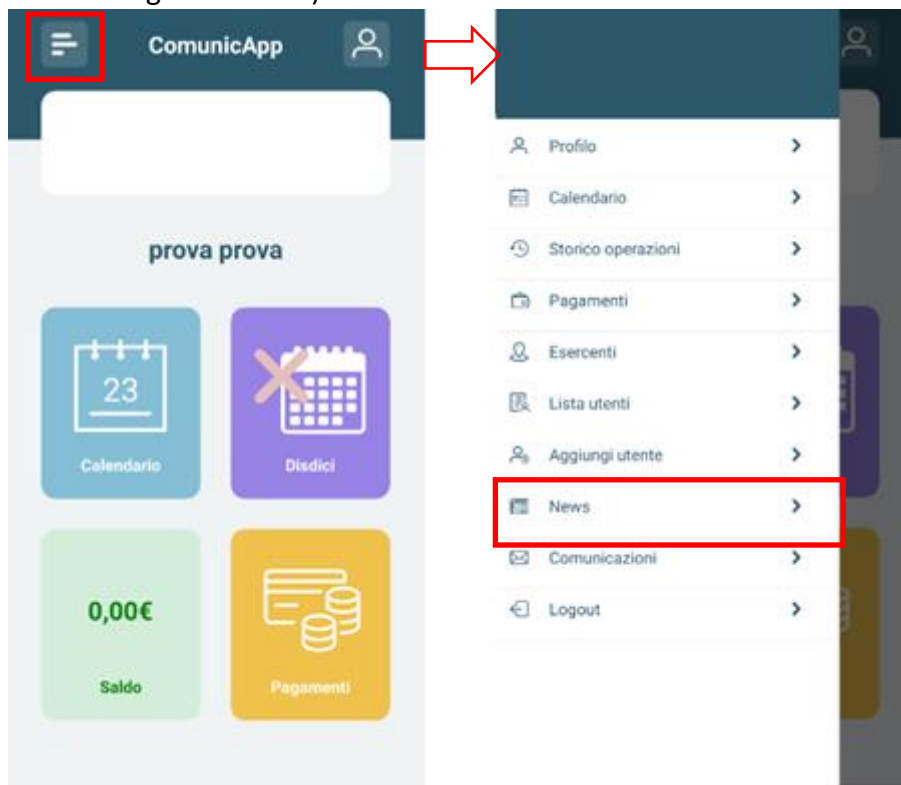 ComunicApp
prova prova
23
Calendario
Disdici
0,00€
Saldo
Pagamenti
Profilo
Calendario
Storico operazioni
Pagamenti
Esercenti
Lista utenti
Aggiungi utente
News
Comunicazioni
Logout